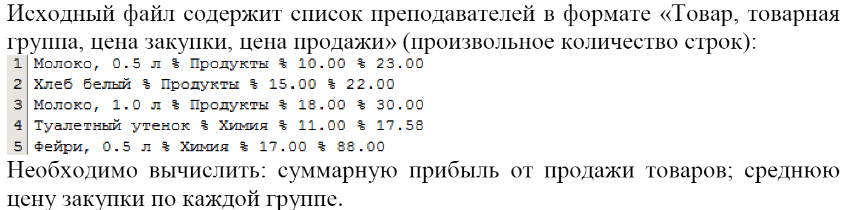 Исходный файл содержит список преподавателей в формате «Товар, товарная
группа, цена закупки, цена продажи» (произвольное количество строк):
1 Молоко, 0.5 л % Продукты % 10.00 % 23.00
2 Хлеб белый % Продукты % 15.00 % 22.00
3 Молоко, 1.0 л % Продукты % 18.00 % 30.00
4 Туалетный утенок % Химия % 11.00 % 17.58
5 Фейри, 0.5 л % Химия % 17.00 % 88.00
Необходимо вычислить: суммарную прибыль от продажи товаров; среднюю
цену закупки по каждой группе.